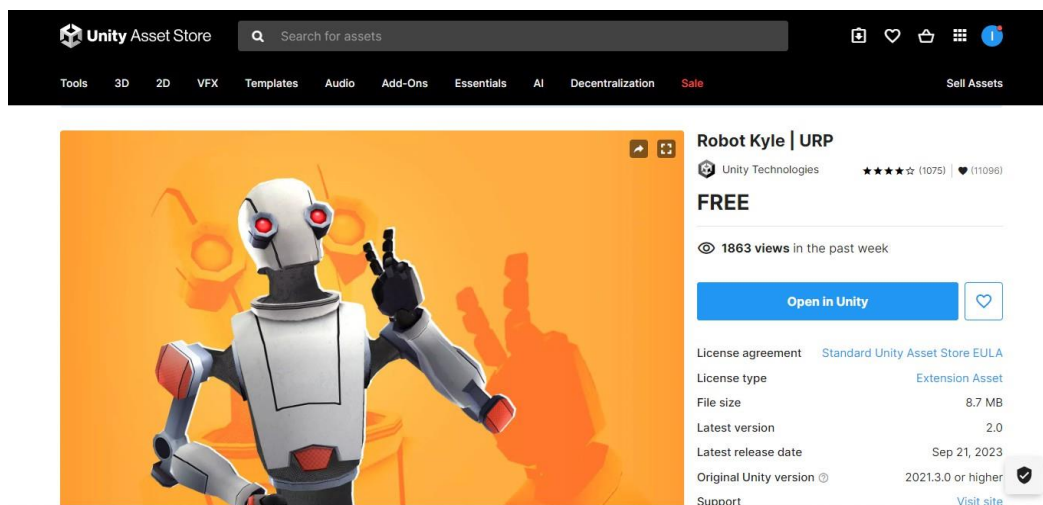 Unity Asset Store
Search for assets
I
Tools 3D 2D VFX Templates Audio Add-Ons Essentials AI Decentralization Sale Sell Assets
Robot Kyle | URP
Unity Technologies ★★★★☆ (1075) | ♥ (11096)
FREE
1863 views in the past week
Open in Unity
License agreement Standard Unity Asset Store EULA
License type Extension Asset
File size 8.7 MB
Latest version 2.0
Latest release date Sep 21, 2023
Original Unity version 2021.3.0 or higher
Support Visit site